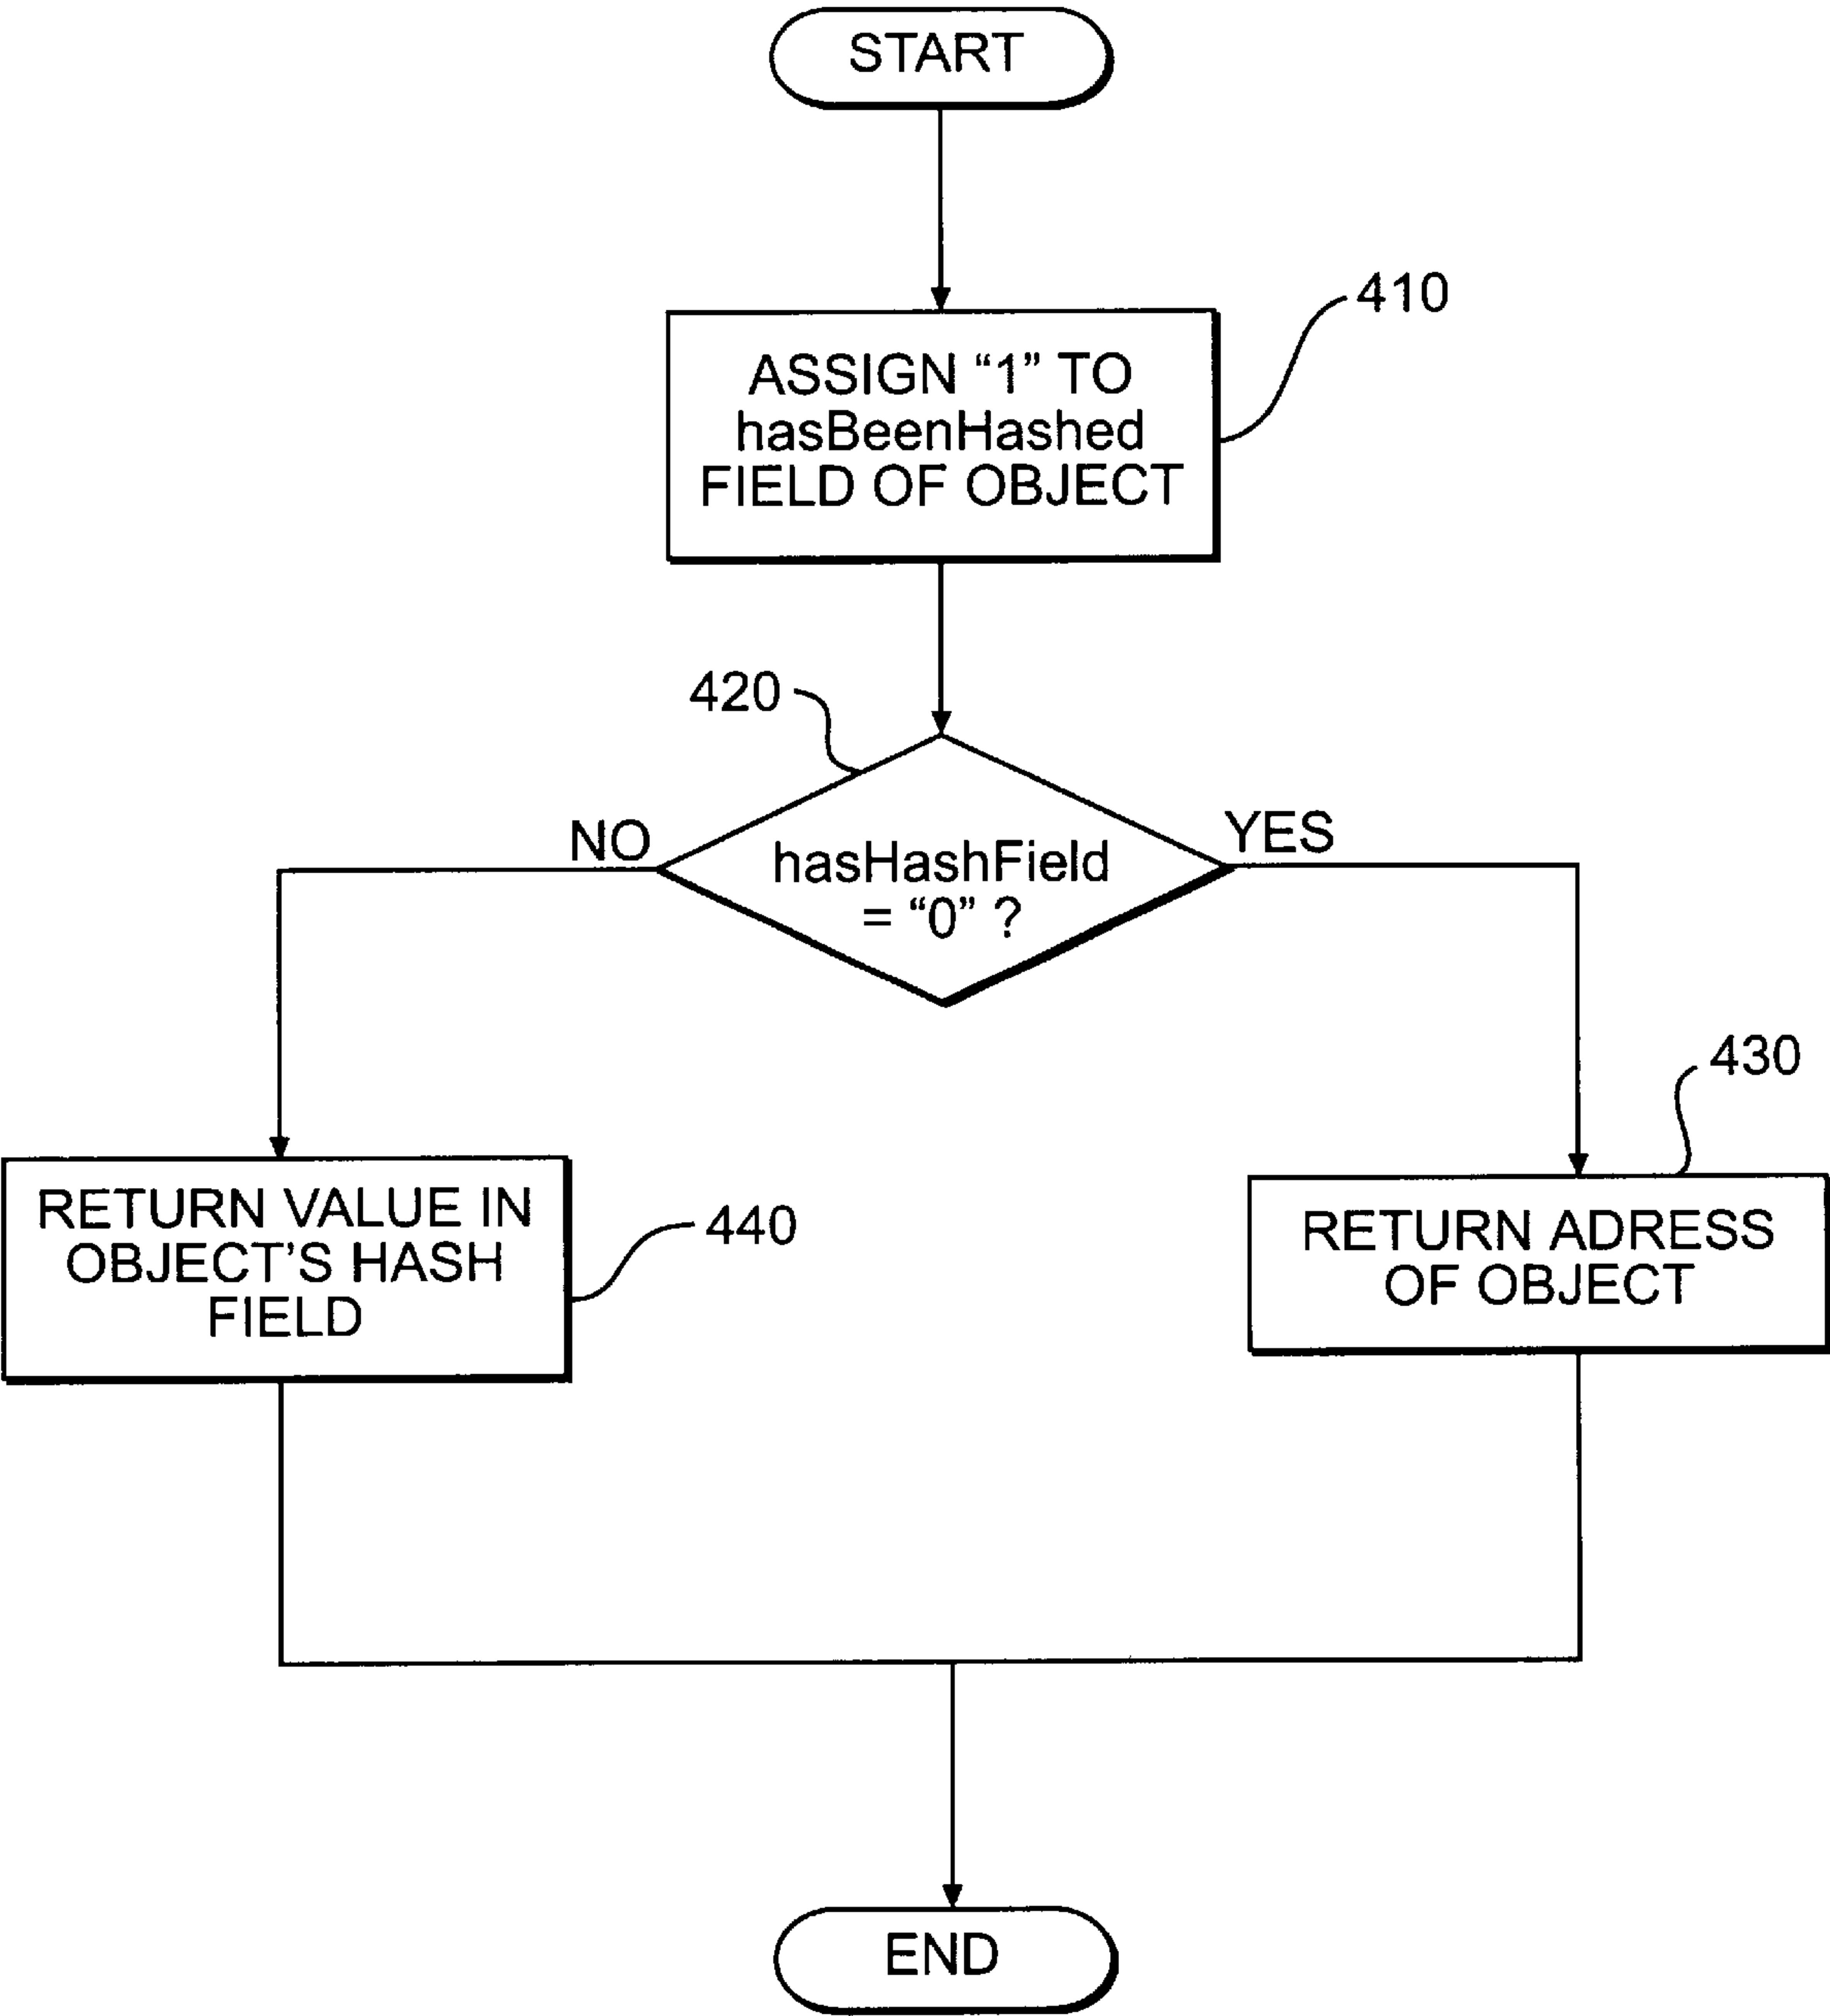 START
410
ASSIGN “1” TO
hasBeenHashed
FIELD OF OBJECT
420
NO
YES
hasHashField
= “0” ?
430
RETURN VALUE IN
OBJECT’S HASH
FIELD
440
RETURN ADRESS
OF OBJECT
END